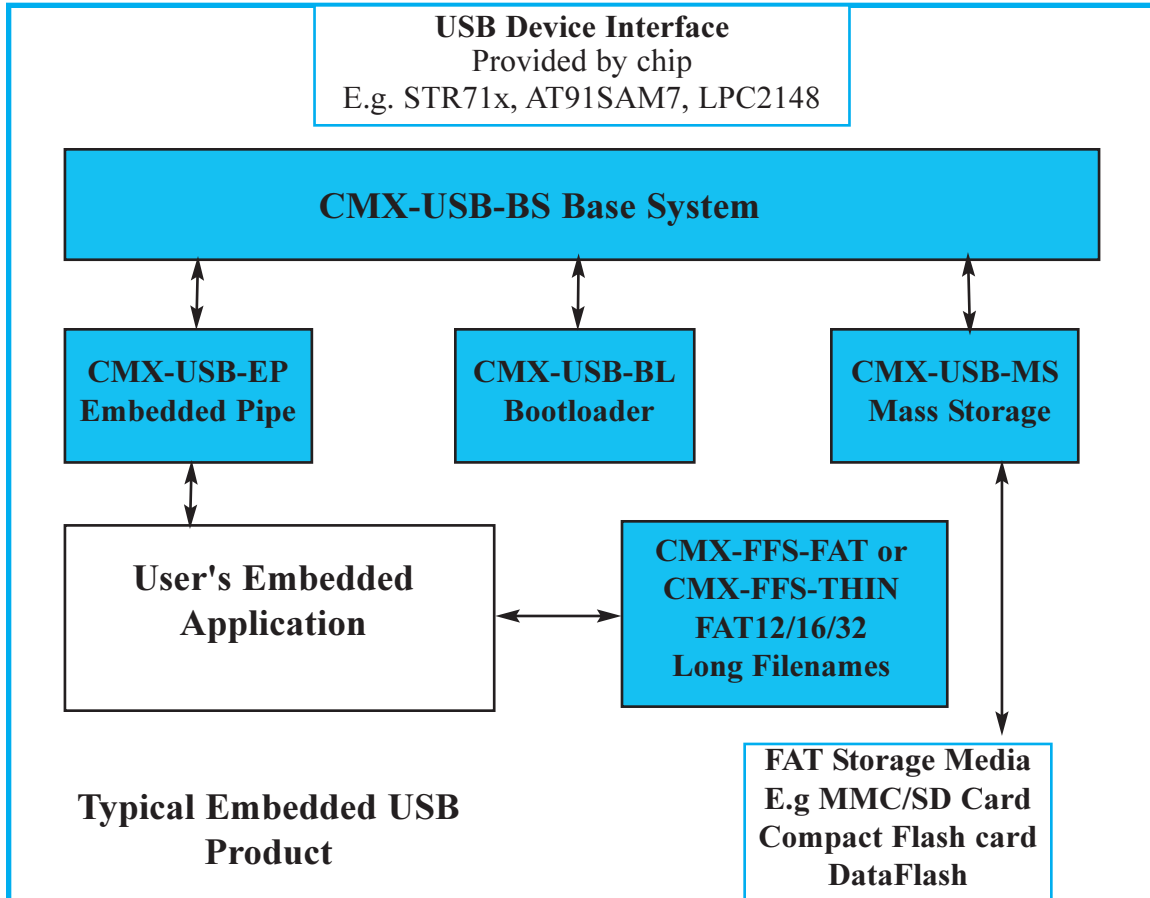 USB Device Interface
Provided by chip
E.g. STR71x, AT91SAM7, LPC2148
CMX-USB-BS Base System
CMX-USB-EP
Embedded Pipe
CMX-USB-BL
Bootloader
CMX-USB-MS
Mass Storage
User's Embedded
Application
CMX-FFS-FAT or
CMX-FFS-THIN
FAT12/16/32
Long Filenames
Typical Embedded USB
Product
FAT Storage Media
E.g MMC/SD Card
Compact Flash card
DataFlash